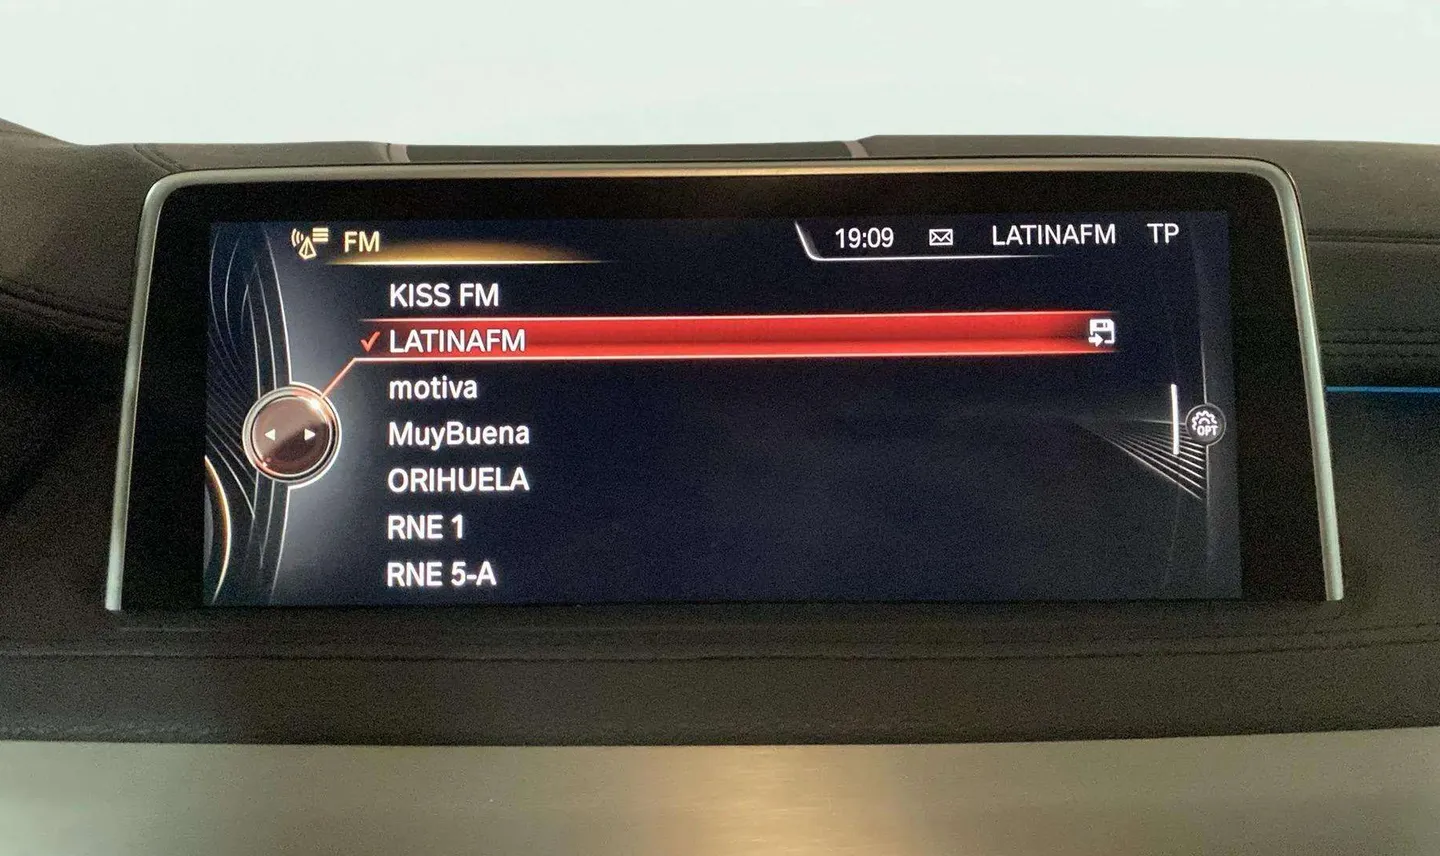 FM
19:09 LATINAFM TP
KISS FM
LATINAFM
motiva
MuyBuena
OPT
ORIHUELA
RNE 1
RNE 5-A